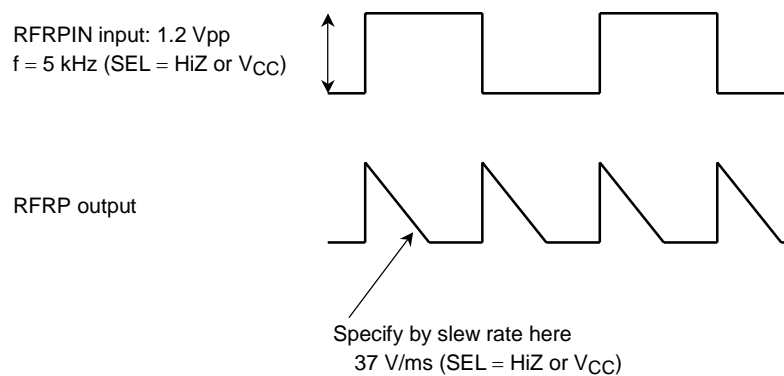 RFRPIN input: 1.2 Vpp
f = 5 kHz (SEL = HiZ or VCC)
RFRP output
Specify by slew rate here
37 V/ms (SEL = HiZ or VCC)